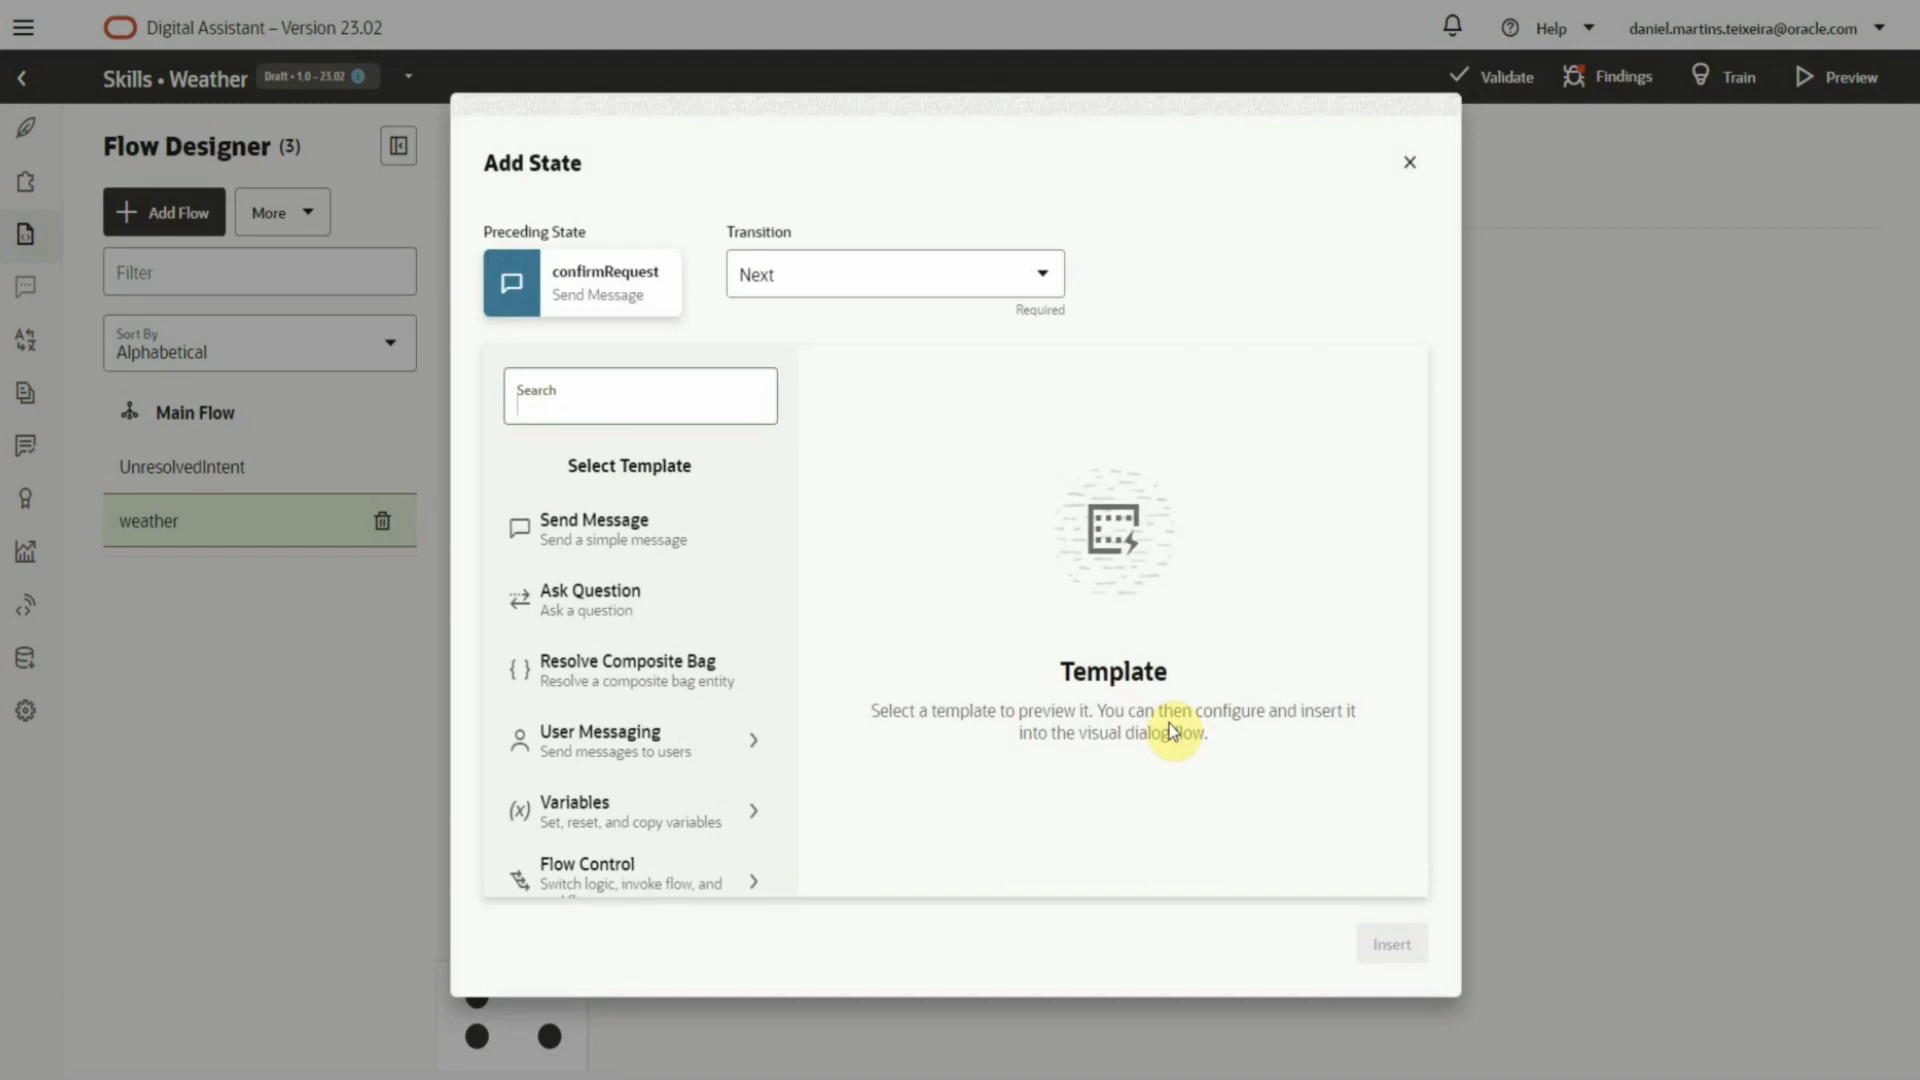 Digital Assistant – Version 23.02
Help
daniel.martins.teixeira@oracle.com
Skills • Weather
Draft • 1.0 – 23.02
Validate
Findings
Train
Preview
Flow Designer (3)
Add Flow
More
Filter
Sort By
Alphabetical
Main Flow
UnresolvedIntent
weather
Add State
Preceding State
confirmRequest
Send Message
Transition
Next
Required
Search
Select Template
Send Message
Send a simple message
Ask Question
Ask a question
Resolve Composite Bag
Resolve a composite bag entity
User Messaging
Send messages to users
Variables
Set, reset, and copy variables
Flow Control
Switch logic, invoke flow, and
Template
Select a template to preview it. You can then configure and insert it
into the visual dialog flow.
Insert